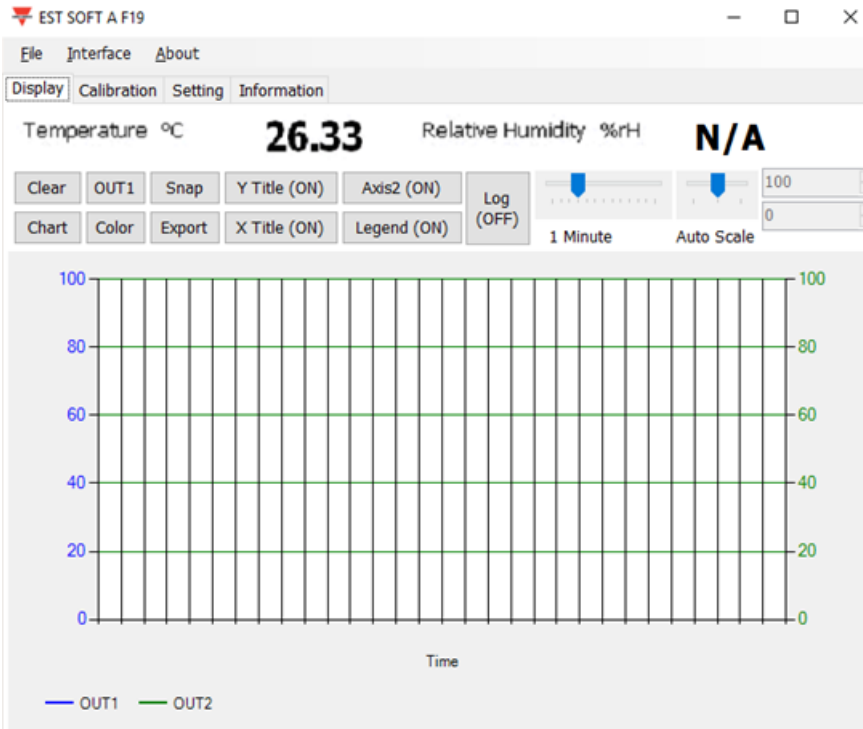 EST SOFT A F19
File Interface About
Display Calibration Setting Information
Temperature ºC 26.33 Relative Humidity %rH N/A
Clear OUT1 Snap Y Title (ON) Axis2 (ON) Log (OFF) 100
Chart Color Export X Title (ON) Legend (ON) 1 Minute Auto Scale 0
100 100
80 80
60 60
40 40
20 20
0 0
Time
OUT1 OUT2